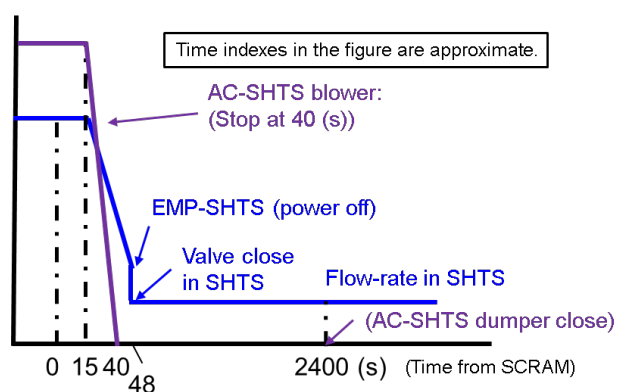 Time indexes in the figure are approximate.
AC-SHTS blower:
(Stop at 40 (s))
EMP-SHTS (power off)
Valve close
in SHTS
Flow-rate in SHTS
(AC-SHTS dumper close)
0 15 40 2400 (s) (Time from SCRAM)
48